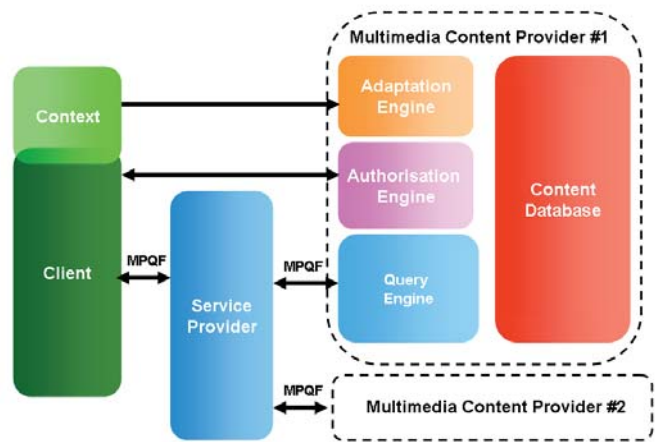 Multimedia Content Provider #1
Context
Adaptation
Engine
Authorisation
Engine
Content
Database
Client
MPQF
Service
Provider
MPQF
Query
Engine
MPQF
Multimedia Content Provider #2